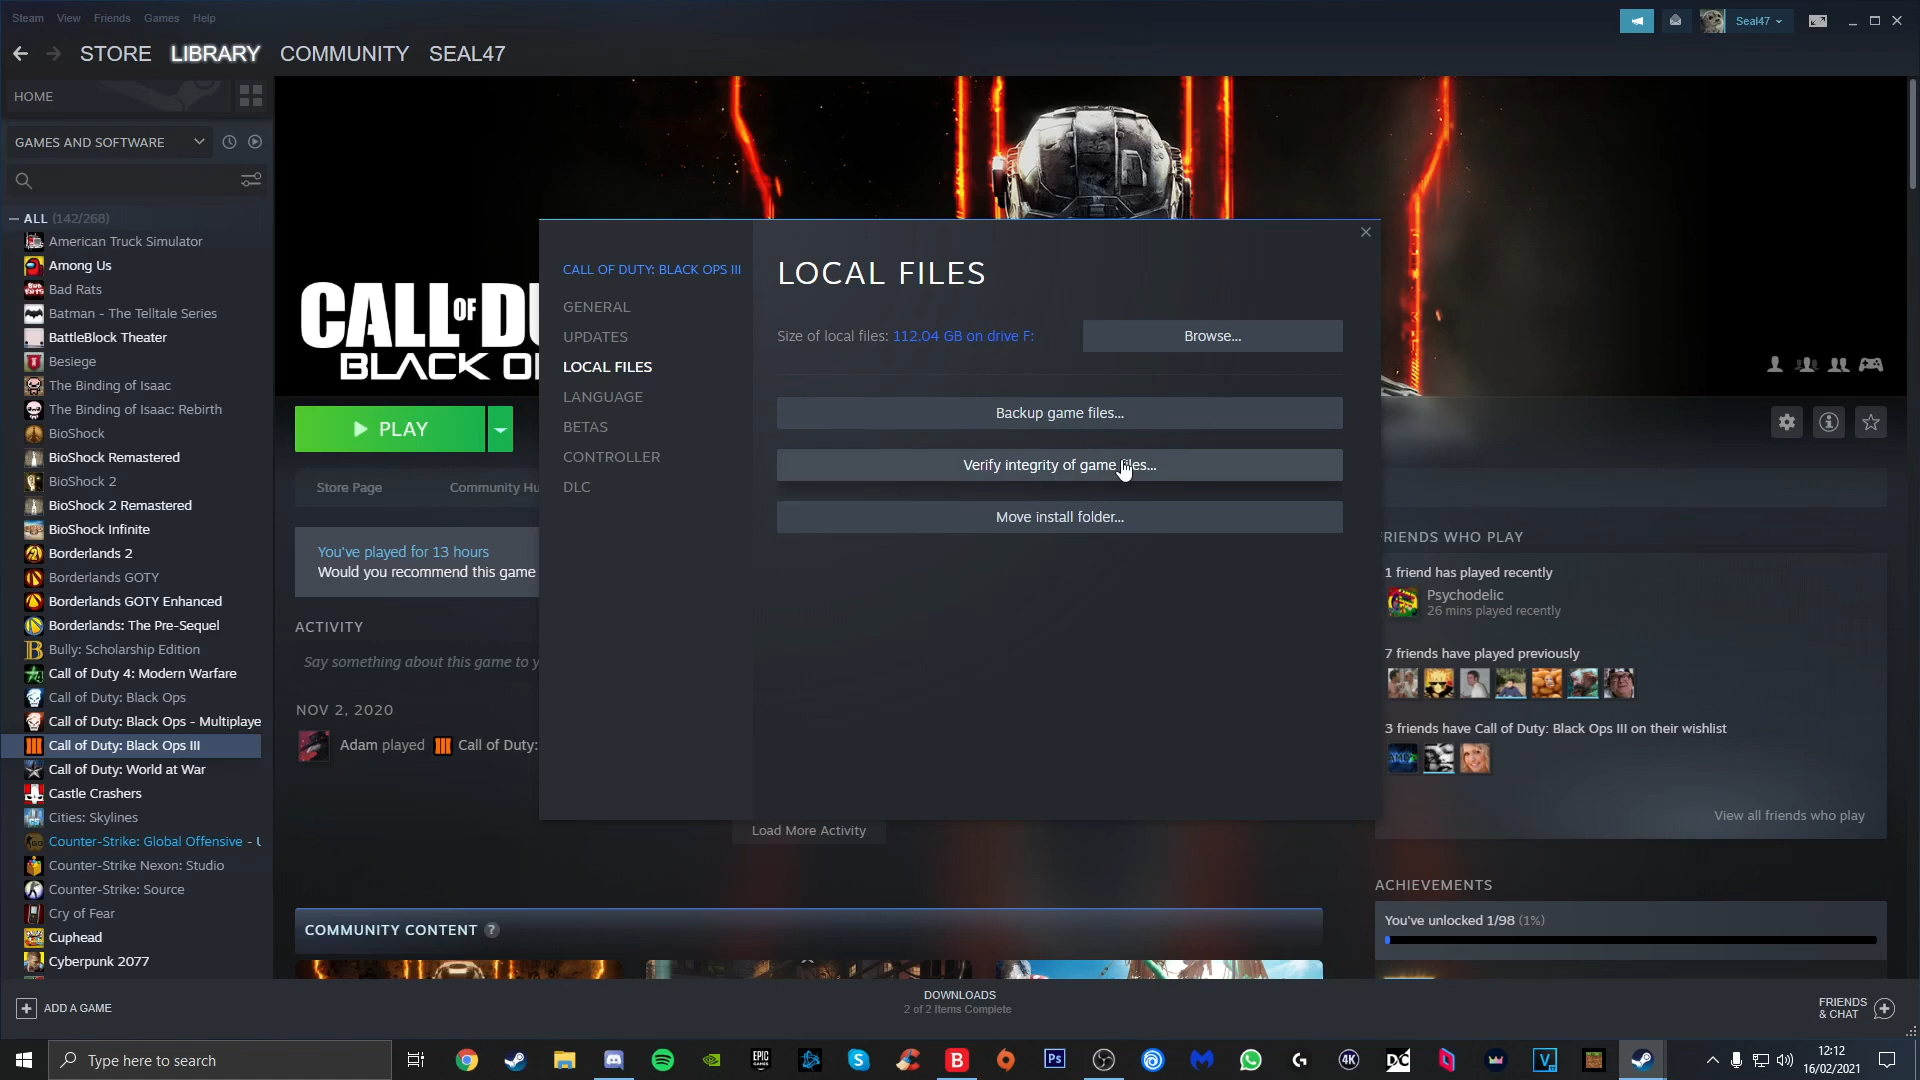 Steam View Friends Games Help
Seal47
STORE LIBRARY COMMUNITY SEAL47
HOME
GAMES AND SOFTWARE
ALL (142/268)
American Truck Simulator
Among Us
Bad Rats
Batman - The Telltale Series
BattleBlock Theater
Besiege
The Binding of Isaac
The Binding of Isaac: Rebirth
BioShock
BioShock Remastered
BioShock 2
BioShock 2 Remastered
BioShock Infinite
Borderlands 2
Borderlands GOTY
Borderlands GOTY Enhanced
Borderlands: The Pre-Sequel
Bully: Scholarship Edition
Call of Duty 4: Modern Warfare
Call of Duty: Black Ops
Call of Duty: Black Ops - Multiplaye
Call of Duty: Black Ops III
Call of Duty: World at War
Castle Crashers
Cities: Skylines
Counter-Strike: Global Offensive - U
Counter-Strike Nexon: Studio
Counter-Strike: Source
Cry of Fear
Cuphead
Cyberpunk 2077
CALL OF DU
BLACK O
PLAY
Store Page Community Hu
You've played for 13 hours
Would you recommend this game
ACTIVITY
Say something about this game to y
NOV 2, 2020
Adam played Call of Duty:
Load More Activity
COMMUNITY CONTENT ?
CALL OF DUTY: BLACK OPS III
GENERAL
UPDATES
LOCAL FILES
LANGUAGE
BETAS
CONTROLLER
DLC
LOCAL FILES
Size of local files: 112.04 GB on drive F:
Browse...
Backup game files...
Verify integrity of game files...
Move install folder...
FRIENDS WHO PLAY
1 friend has played recently
Psychodelic
26 mins played recently
7 friends have played previously
3 friends have Call of Duty: Black Ops III on their wishlist
View all friends who play
ACHIEVEMENTS
You've unlocked 1/98 (1%)
ADD A GAME
DOWNLOADS
2 of 2 Items Complete
FRIENDS
& CHAT
Type here to search
EPIC
GAMES
B
Ps
4K
DC
V
12:12
16/02/2021